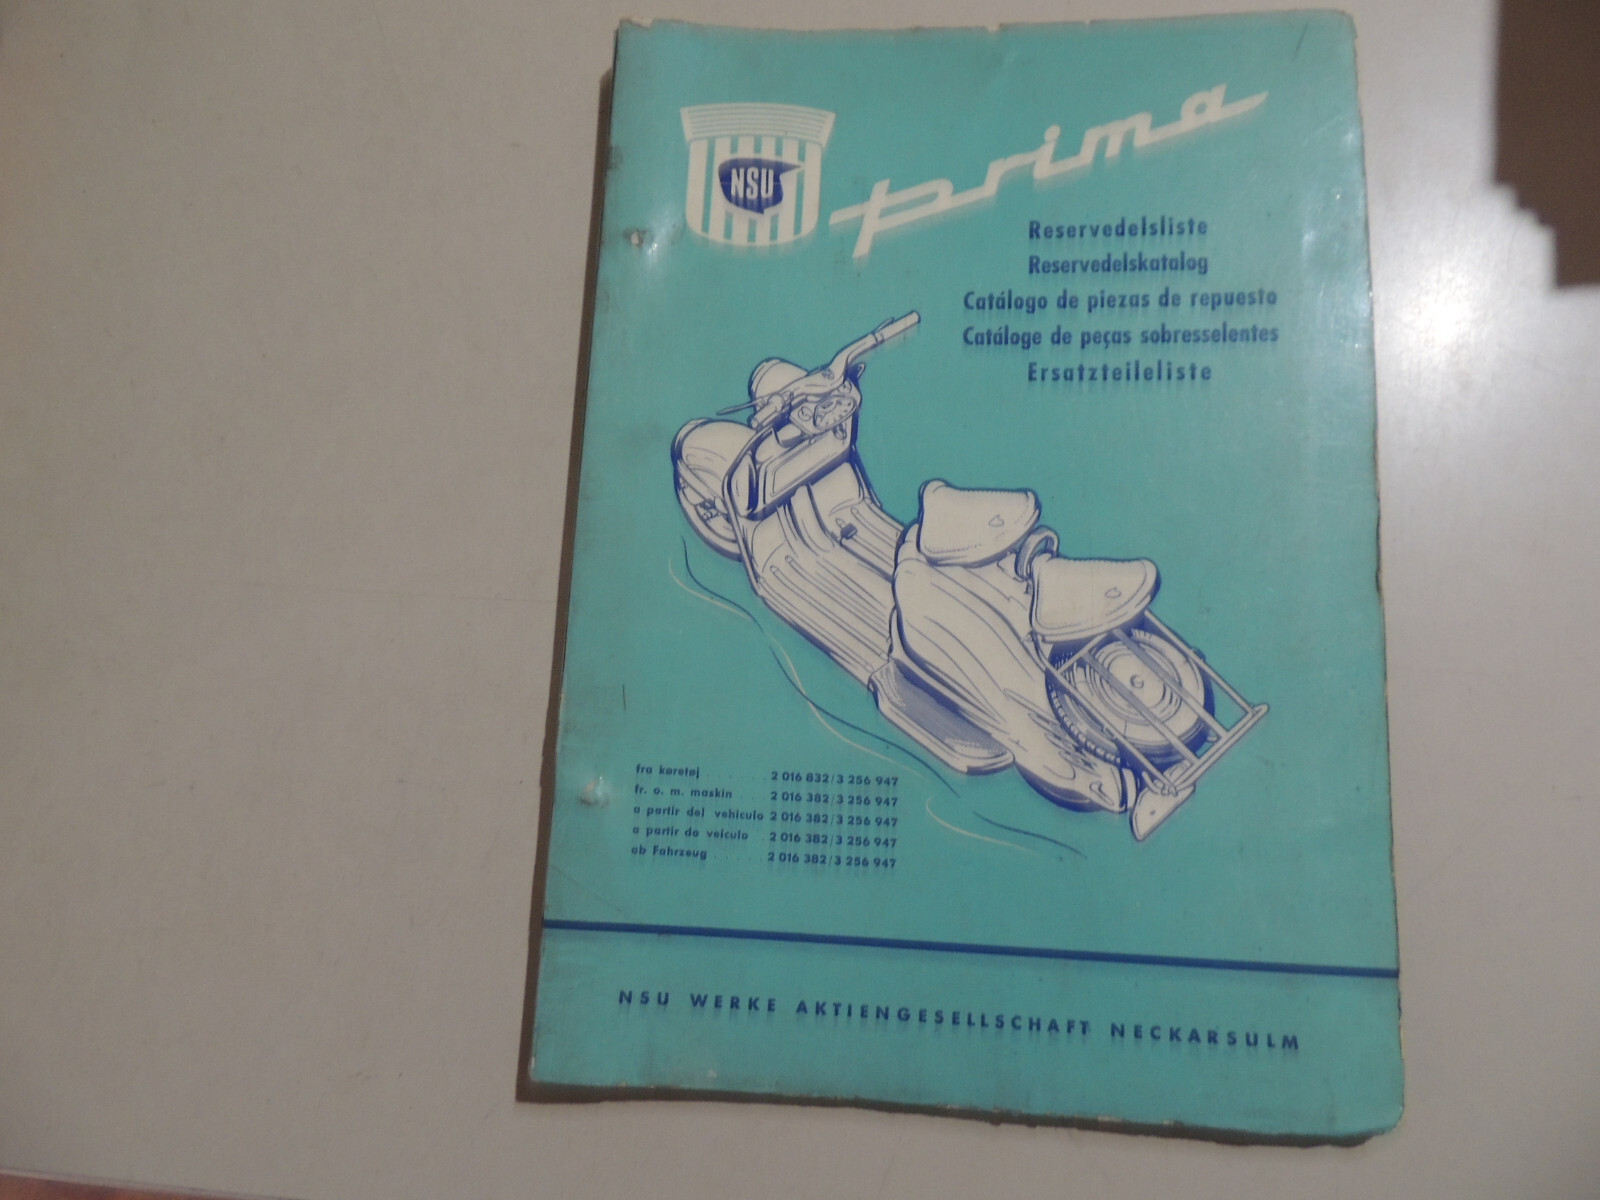 NSU
prima
Reservedelsliste
Reservedelskatalog
Catálogo de piezas de repuesto
Catáloge de peças sobresselentes
Ersatzteileliste
fra køretøj . . . . . . 2 016 832/3 256 947
fr. o. m. maskin . . . 2 016 382/3 256 947
a partir del vehiculo 2 016 382/3 256 947
a partir do veiculo . 2 016 382/3 256 947
ab Fahrzeug . . . . . . 2 016 382/3 256 947
NSU WERKE AKTIENGESELLSCHAFT NECKARSULM